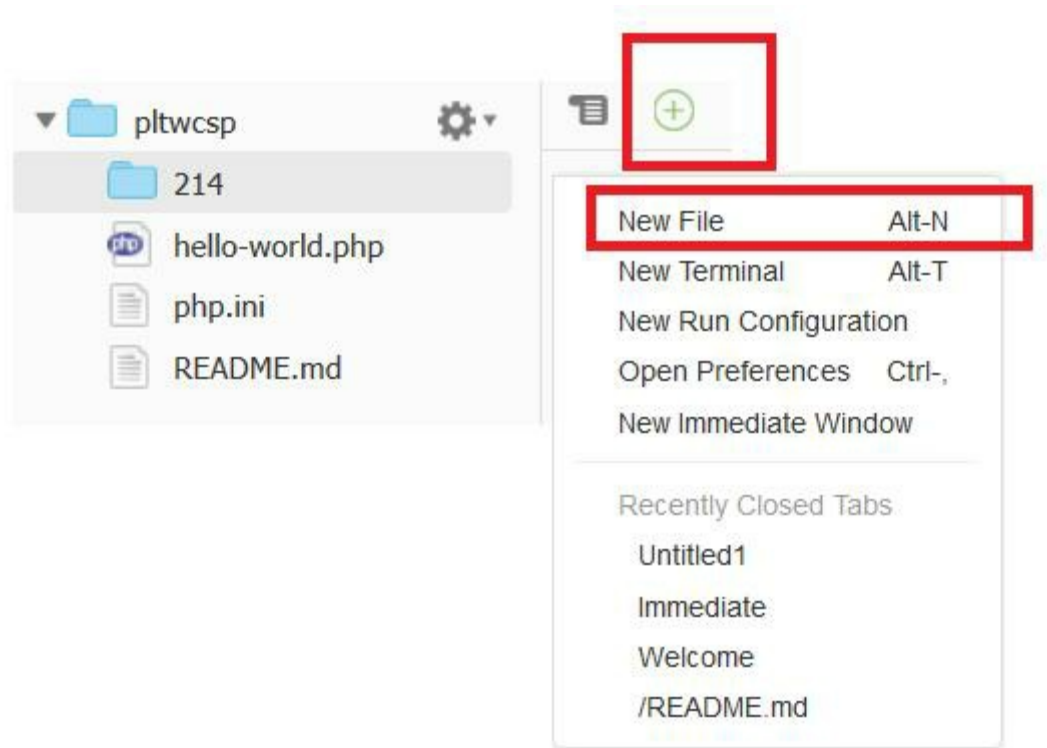 pltwcsp
214
php
hello-world.php
php.ini
README.md
New File Alt-N
New Terminal Alt-T
New Run Configuration
Open Preferences Ctrl-,
New Immediate Window
Recently Closed Tabs
Untitled1
Immediate
Welcome
/README.md